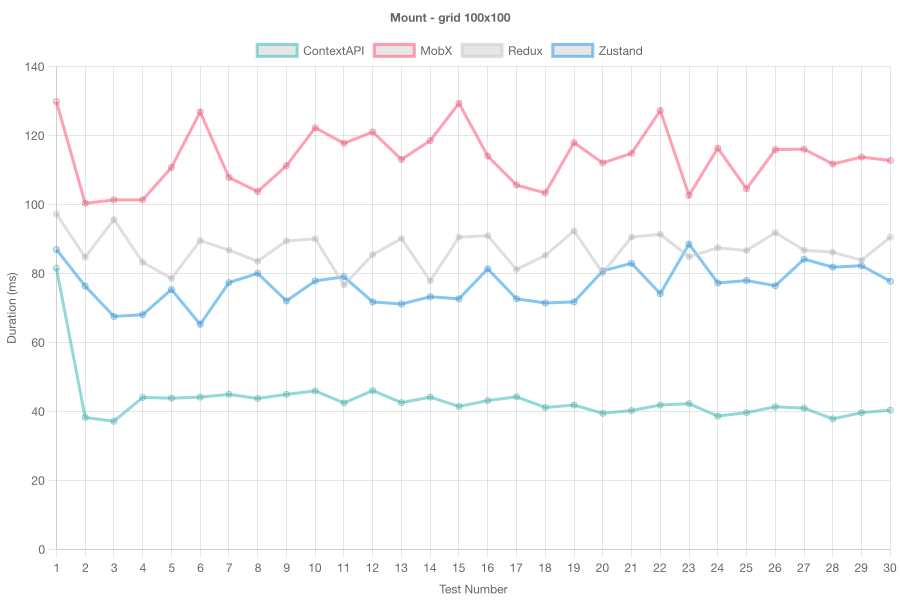 Mount - grid 100x100
ContextAPI MobX Redux Zustand
140
120
100
80
60
40
20
0
Duration (ms)
1 2 3 4 5 6 7 8 9 10 11 12 13 14 15 16 17 18 19 20 21 22 23 24 25 26 27 28 29 30
Test Number